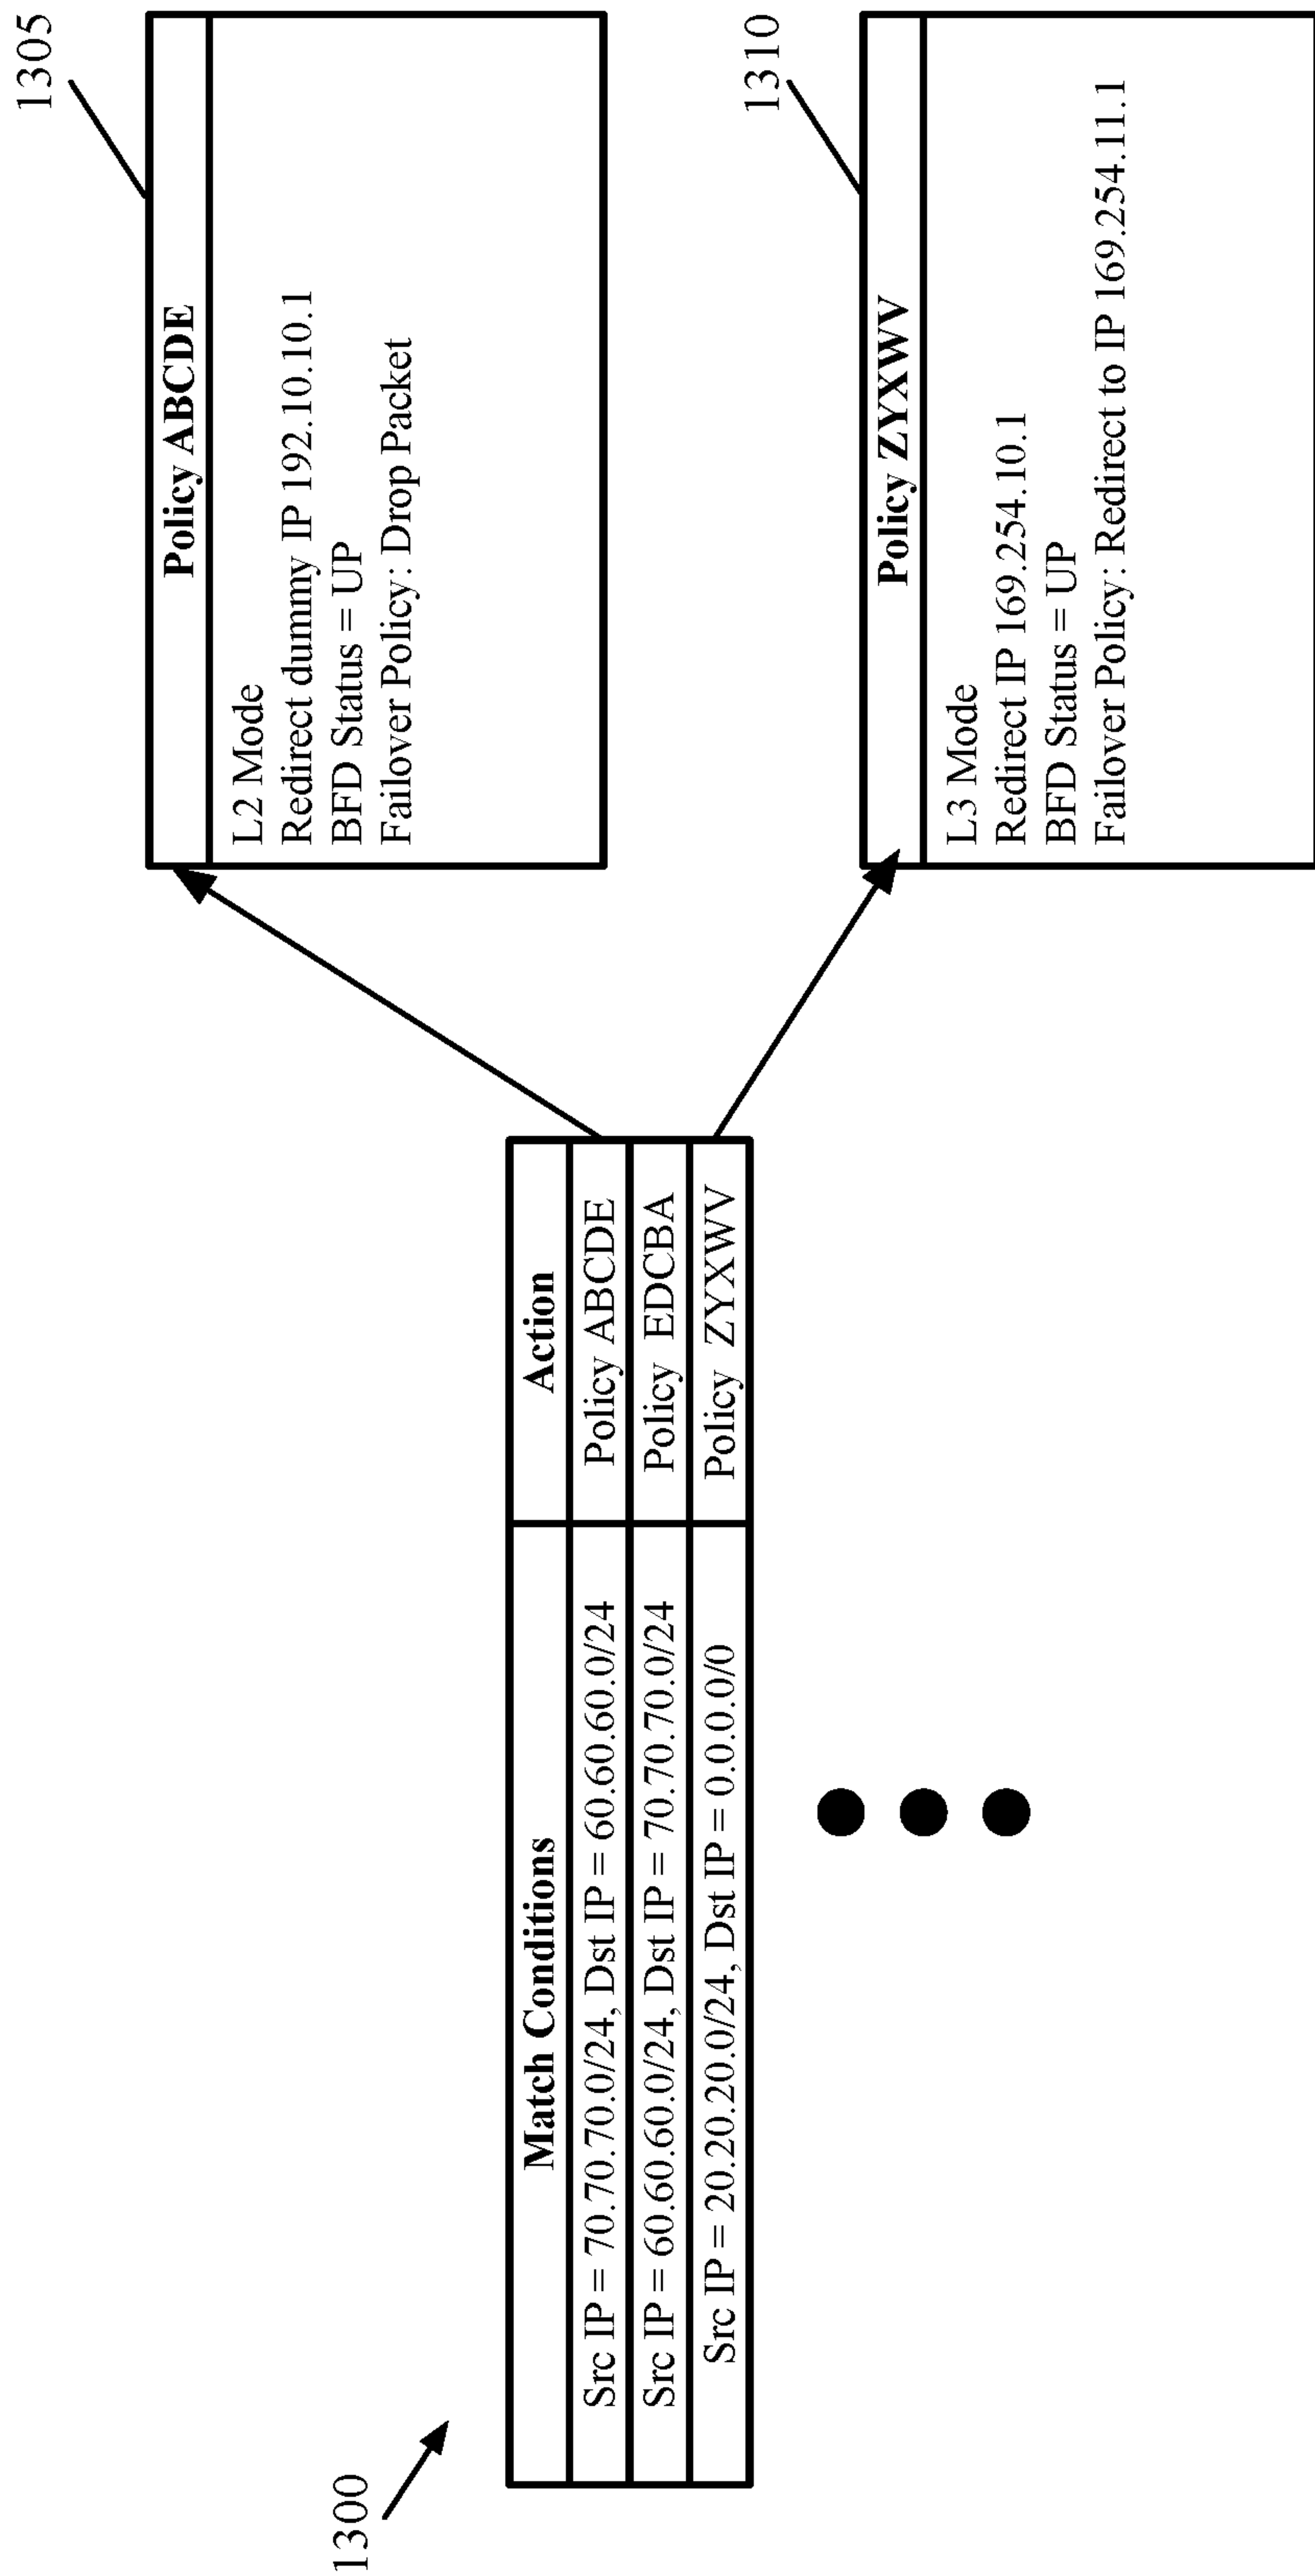 1300
Match Conditions Action
Src IP = 70.70.70.0/24, Dst IP = 60.60.60.0/24 Policy ABCDE
Src IP = 60.60.60.0/24, Dst IP = 70.70.70.0/24 Policy EDCBA
Src IP = 20.20.20.0/24, Dst IP = 0.0.0.0/0 Policy ZYXWV
1305
Policy ABCDE
L2 Mode
Redirect dummy IP 192.10.10.1
BFD Status = UP
Failover Policy: Drop Packet
1310
Policy ZYXWV
L3 Mode
Redirect IP 169.254.10.1
BFD Status = UP
Failover Policy: Redirect to IP 169.254.11.1